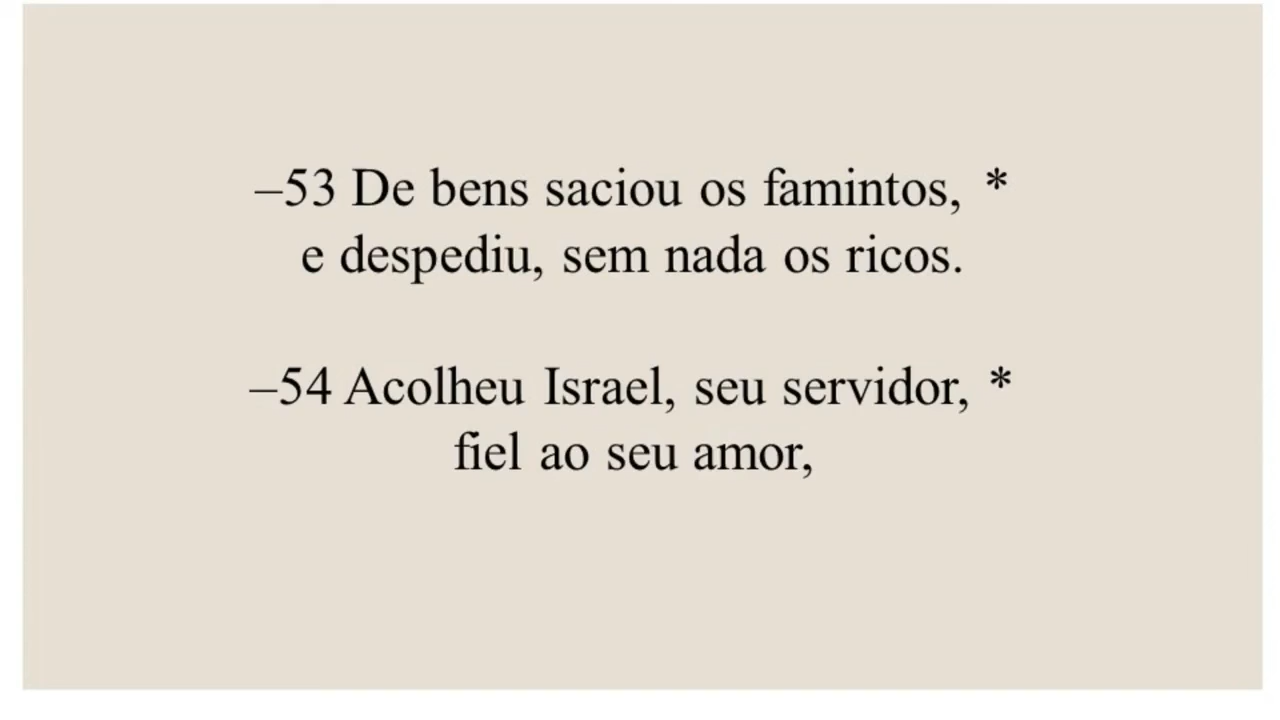 –53 De bens saciou os famintos, *
e despediu, sem nada os ricos.
–54 Acolheu Israel, seu servidor, *
fiel ao seu amor,